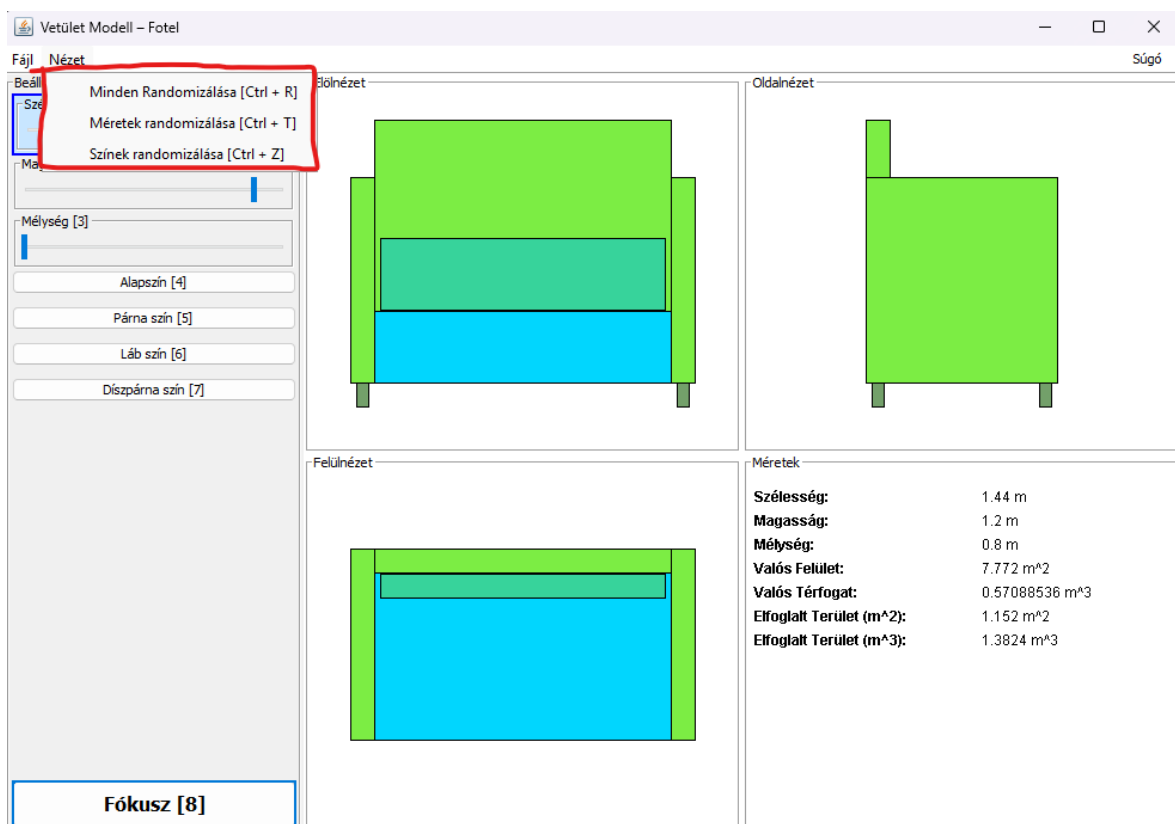 Vetület Modell – Fotel
Fájl Nézet Súgó
Minden Randomizálása [Ctrl + R]
Méretek randomizálása [Ctrl + T]
Színek randomizálása [Ctrl + Z]
Mélység [3]
Alapszín [4]
Párna szín [5]
Láb szín [6]
Díszpárna szín [7]
Fókusz [8]
Elölnézet
Oldalnézet
Felülnézet
Méretek
Szélesség: 1.44 m
Magasság: 1.2 m
Mélység: 0.8 m
Valós Felület: 7.772 m^2
Valós Térfogat: 0.57088536 m^3
Elfoglalt Terület (m^2): 1.152 m^2
Elfoglalt Terület (m^3): 1.3824 m^3